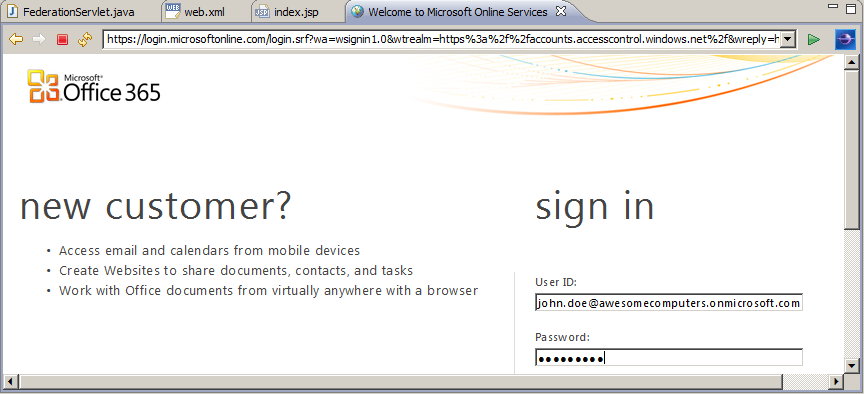 FederationServlet.java web.xml index.jsp Welcome to Microsoft Online Services
https://login.microsoftonline.com/login.srf?wa=wsignin1.0&wtrealm=https%3a%2f%2faccounts.accesscontrol.windows.net%2f&wreply=h
Microsoft®
Office 365
new customer?
sign in
• Access email and calendars from mobile devices
• Create Websites to share documents, contacts, and tasks
• Work with Office documents from virtually anywhere with a browser
User ID:
john.doe@awesomecomputers.onmicrosoft.com
Password:
•••••••••